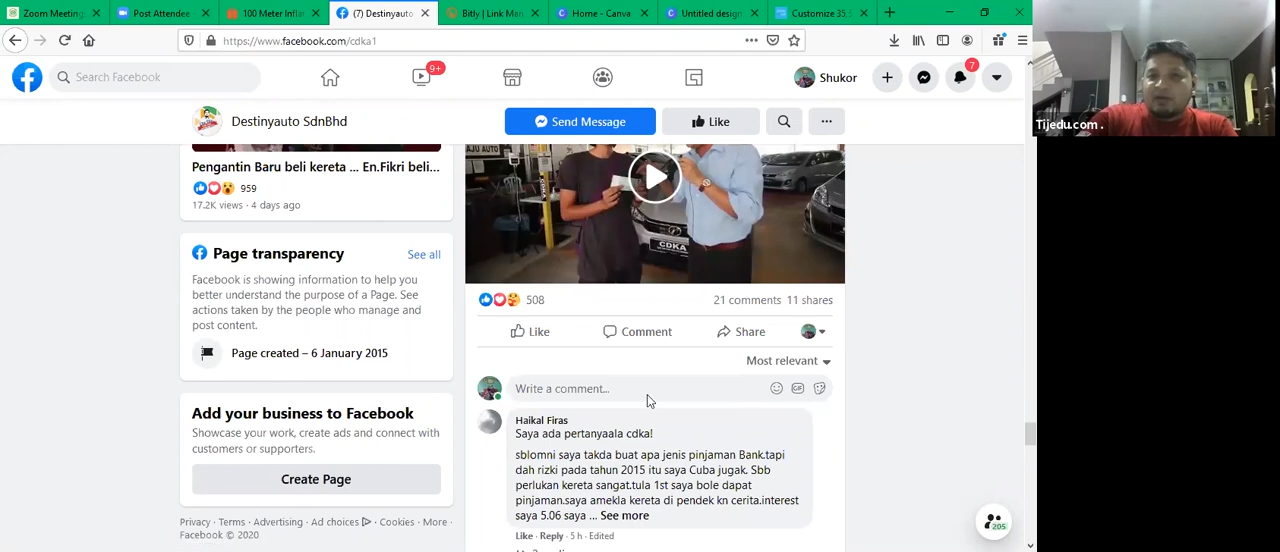 Zoom Meeting
Post Attendee -
100 Meter Infla
(7) Destinyauto
Bitly | Link Man
Home - Canva
Untitled design
Customize 35,
https://www.facebook.com/cdka1
Search Facebook
9+
Shukor
7
Tijedu.com .
Destinyauto SdnBhd
Send Message
Like
Pengantin Baru beli kereta ... En.Fikri beli...
959
17.2K views · 4 days ago
Page transparency
See all
Facebook is showing information to help you
better understand the purpose of a Page. See
actions taken by the people who manage and
post content.
Page created – 6 January 2015
Add your business to Facebook
Showcase your work, create ads and connect with
customers or supporters.
Create Page
Privacy · Terms · Advertising · Ad choices · Cookies · More ·
Facebook © 2020
AJU AUTO
CDKA
508
21 comments
11 shares
Like
Comment
Share
Most relevant
Write a comment...
GIF
Haikal Firas
Saya ada pertanyaala cdka!
sblomni saya takda buat apa jenis pinjaman Bank.tapi
dah rizki pada tahun 2015 itu saya Cuba jugak. Sbb
perlukan kereta sangat.tula 1st saya bole dapat
pinjaman.saya amekla kereta di pendek kn cerita.interest
saya 5.06 saya ... See more
Like · Reply · 5 h · Edited
205